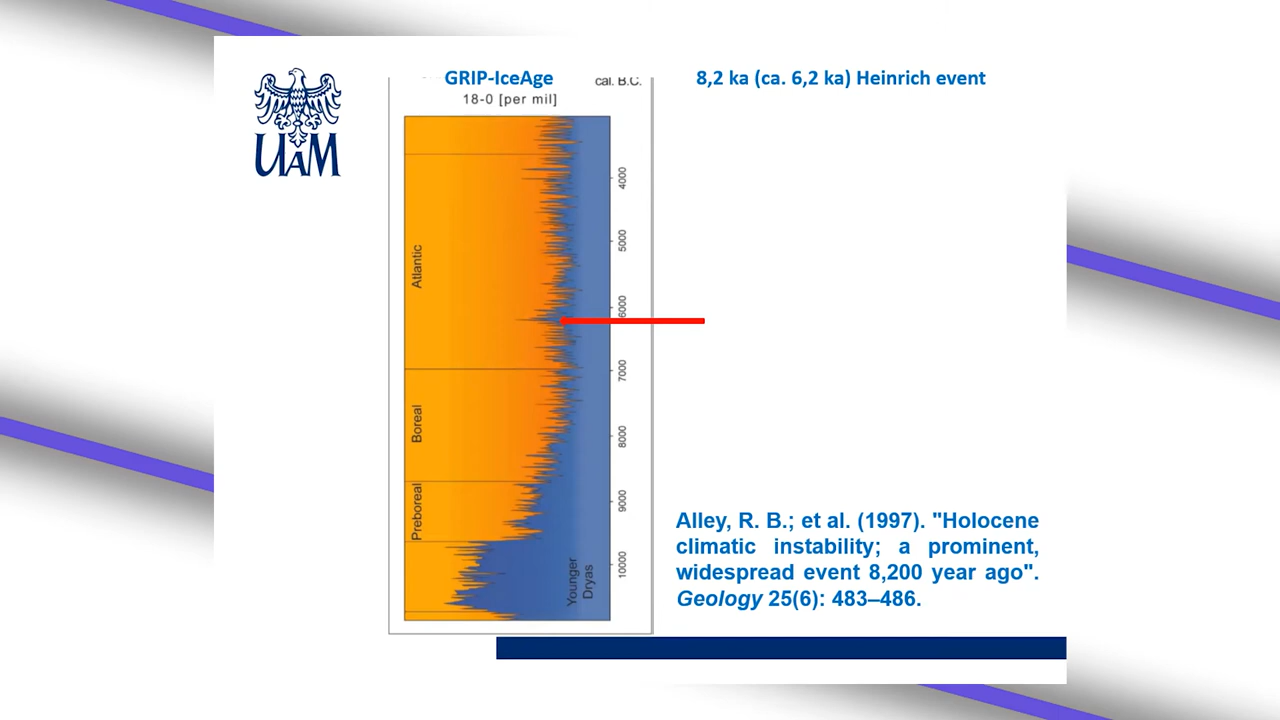 UAM
GRIP-IceAge
cal. B.C.
18-0 [per mil]
8,2 ka (ca. 6,2 ka) Heinrich event
Atlantic
Boreal
Preboreal
Younger
Dryas
4000
5000
6000
7000
8000
9000
10000
Alley, R. B.; et al. (1997). "Holocene
climatic instability; a prominent,
widespread event 8,200 year ago".
Geology 25(6): 483–486.